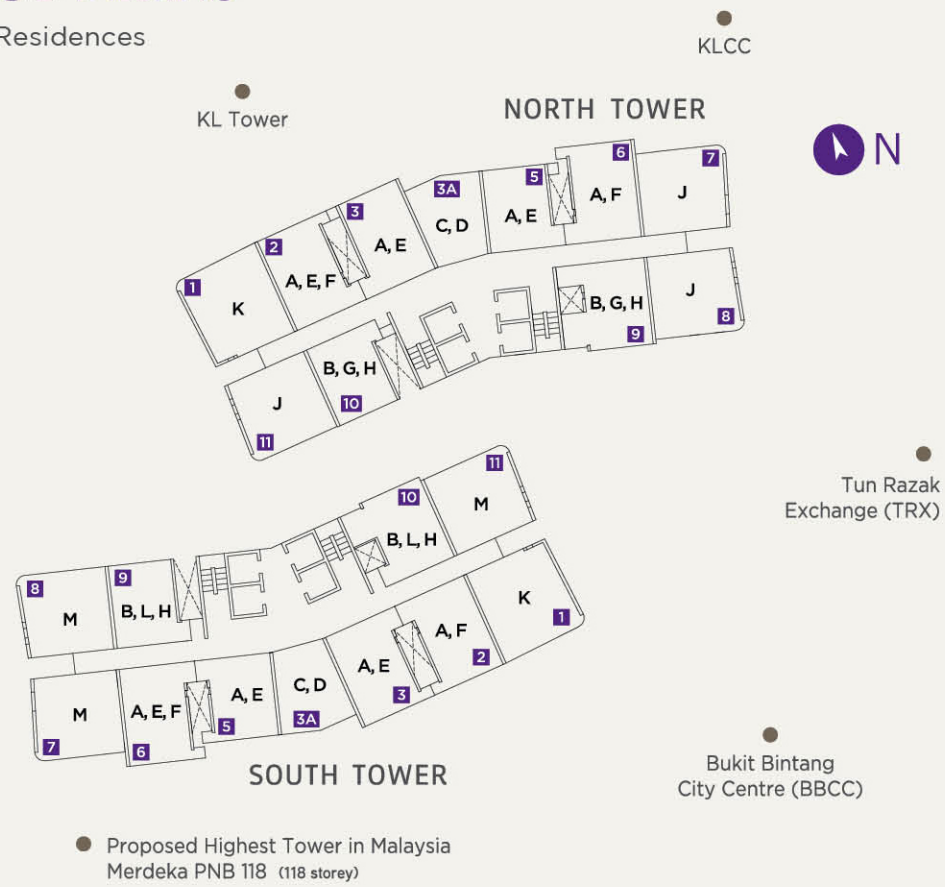 Residences
KLCC
KL Tower
NORTH TOWER
N
1
K
2
A, E, F
3
A, E
3A
C, D
5
A, E
6
A, F
7
J
J
8
B, G, H
9
B, G, H
10
J
11
Tun Razak
Exchange (TRX)
11
M
10
B, L, H
8
M
9
B, L, H
K
1
A, F
2
A, E
3
C, D
3A
A, E
5
A, E, F
6
M
7
SOUTH TOWER
Bukit Bintang
City Centre (BBCC)
Proposed Highest Tower in Malaysia
Merdeka PNB 118 (118 storey)